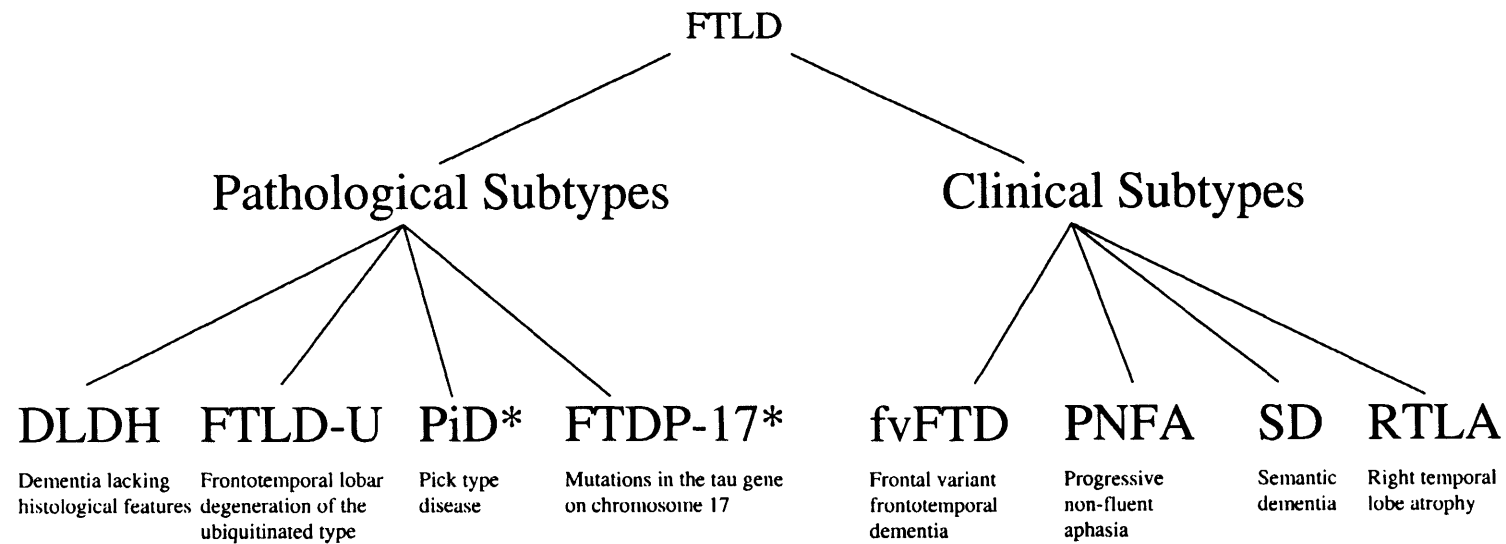 FTLD
Pathological Subtypes
Clinical Subtypes
DLDH
Dementia lacking
histological features
FTLD-U
Frontotemporal lobar
degeneration of the
ubiquitinated type
PiD*
Pick type
disease
FTDP-17*
Mutations in the tau gene
on chromosome 17
fvFTD
Frontal variant
frontotemporal
dementia
PNFA
Progressive
non-fluent
aphasia
SD
Semantic
dementia
RTLA
Right temporal
lobe atrophy